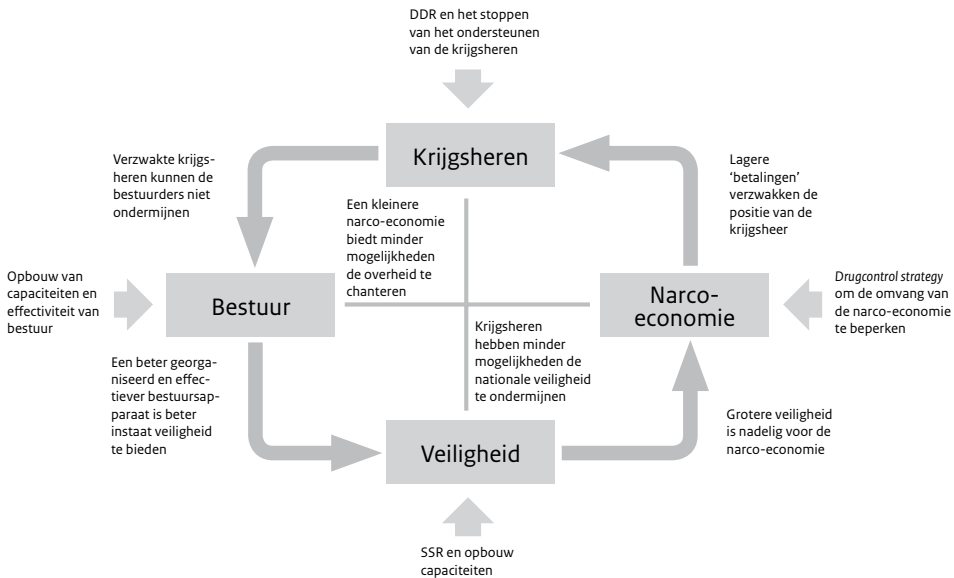 DDR en het stoppen
van het ondersteunen
van de krijgsheren
Krijgsheren
Verzwakte krijgs-
heren kunnen de
bestuurders niet
ondermijnen
Lagere
‘betalingen’
verzwakken de
positie van de
krijgsheer
Een kleinere
narco-economie
biedt minder
mogelijkheden
de overheid te
chanteren
Opbouw van
capaciteiten en
effectiviteit van
bestuur
Bestuur
Narco-
economie
Drugcontrol strategy
om de omvang van
de narco-economie
te beperken
Krijgsheren
hebben minder
mogelijkheden de
nationale veiligheid
te ondermijnen
Een beter georga-
niseerd en effec-
tiever bestuursap-
paraat is beter
instaat veiligheid
te bieden
Grotere veiligheid
is nadelig voor de
narco-economie
Veiligheid
SSR en opbouw
capaciteiten